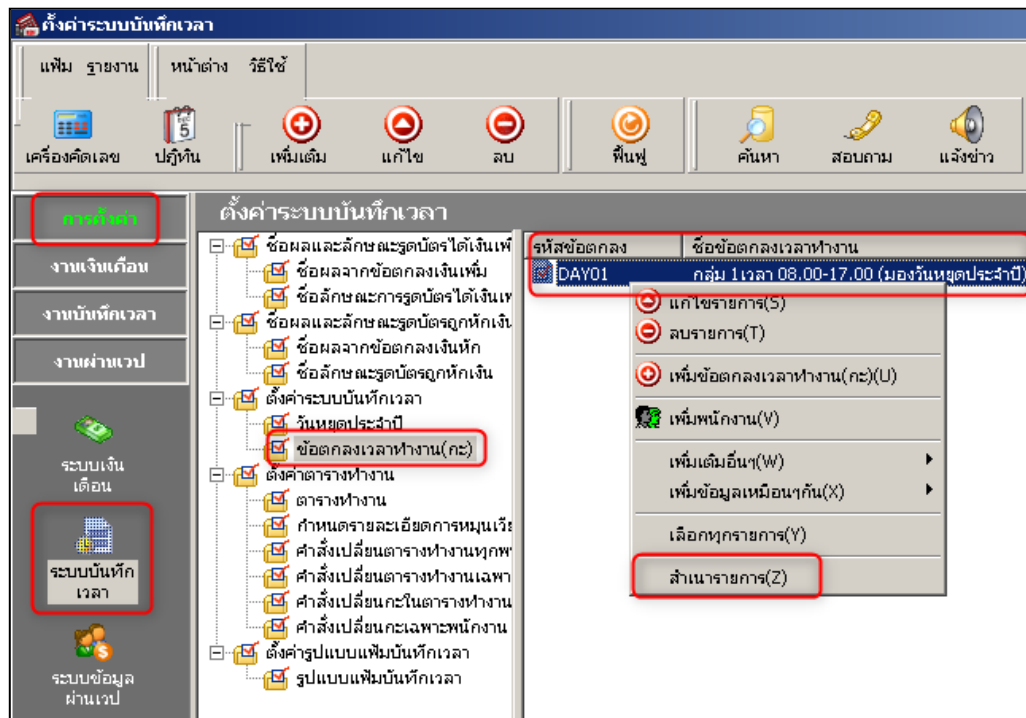 ตั้งค่าระบบบันทึกเวลา
แฟ้ม รายงาน หน้าต่าง วิธีใช้
เครื่องคิดเลข ปฏิทิน เพิ่มเติม แก้ไข ลบ ฟื้นฟู ค้นหา สอบถาม แจ้งข่าว
การตั้งค่า
งานเงินเดือน
งานบันทึกเวลา
งานผ่านเวป
ระบบเงิน
เดือน
ระบบบันทึก
เวลา
ระบบข้อมูล
ผ่านเวป
ตั้งค่าระบบบันทึกเวลา
ชื่อผลและลักษณะรูดบัตรได้เงินเพื
ชื่อผลจากข้อตกลงเงินเพิ่ม
ชื่อลักษณะการรูดบัตรได้เงินเพ
ชื่อผลและลักษณะรูดบัตรถูกหักเงิน
ชื่อผลจากข้อตกลงเงินหัก
ชื่อลักษณะรูดบัตรถูกหักเงิน
ตั้งค่าระบบบันทึกเวลา
วันหยุดประจำปี
ข้อตกลงเวลาทำงาน(กะ)
ตั้งค่าตารางทำงาน
ตารางทำงาน
กำหนดรายละเอียดการหมุนเวีย
คำสั่งเปลี่ยนตารางทำงานทุกพ
คำสั่งเปลี่ยนตารางทำงานเฉพา
คำสั่งเปลี่ยนกะในตารางทำงาน
คำสั่งเปลี่ยนกะเฉพาะพนักงาน
ตั้งค่ารูปแบบแฟ้มบันทึกเวลา
รูปแบบแฟ้มบันทึกเวลา
รหัสข้อตกลง ชื่อข้อตกลงเวลาทำงาน
DAY01 กลุ่ม 1เวลา 08.00-17.00 (มองวันหยุดประจำปี)
แก้ไขรายการ(S)
ลบรายการ(T)
เพิ่มข้อตกลงเวลาทำงาน(กะ)(U)
เพิ่มพนักงาน(V)
เพิ่มเติมอื่นๆ(W)
เพิ่มข้อมูลเหมือนๆกัน(X)
เลือกทุกรายการ(Y)
สำเนารายการ(Z)